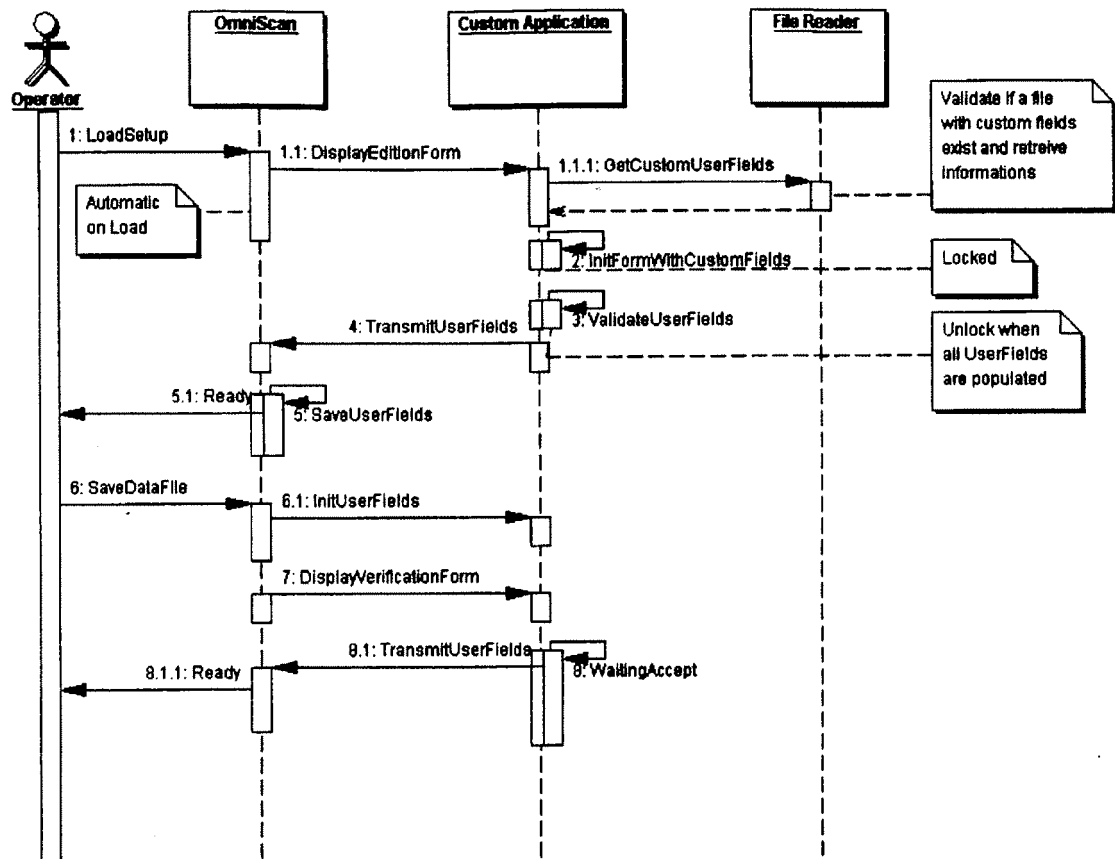 OmniScan
Custom Application
File Reader
Operator
Validate if a file
with custom fields
exist and retreive
informations
1: LoadSetup
1.1: DisplayEditionForm
1.1.1: GetCustomUserFields
Automatic
on Load
2: InitFormWithCustomFields
Locked
3: ValidateUserFields
4: TransmitUserFields
Unlock when
all UserFields
are populated
5.1: Ready
5: SaveUserFields
6: SaveDataFile
6.1: InitUserFields
7: DisplayVerificationForm
8.1: TransmitUserFields
8: WaitingAccept
8.1.1: Ready